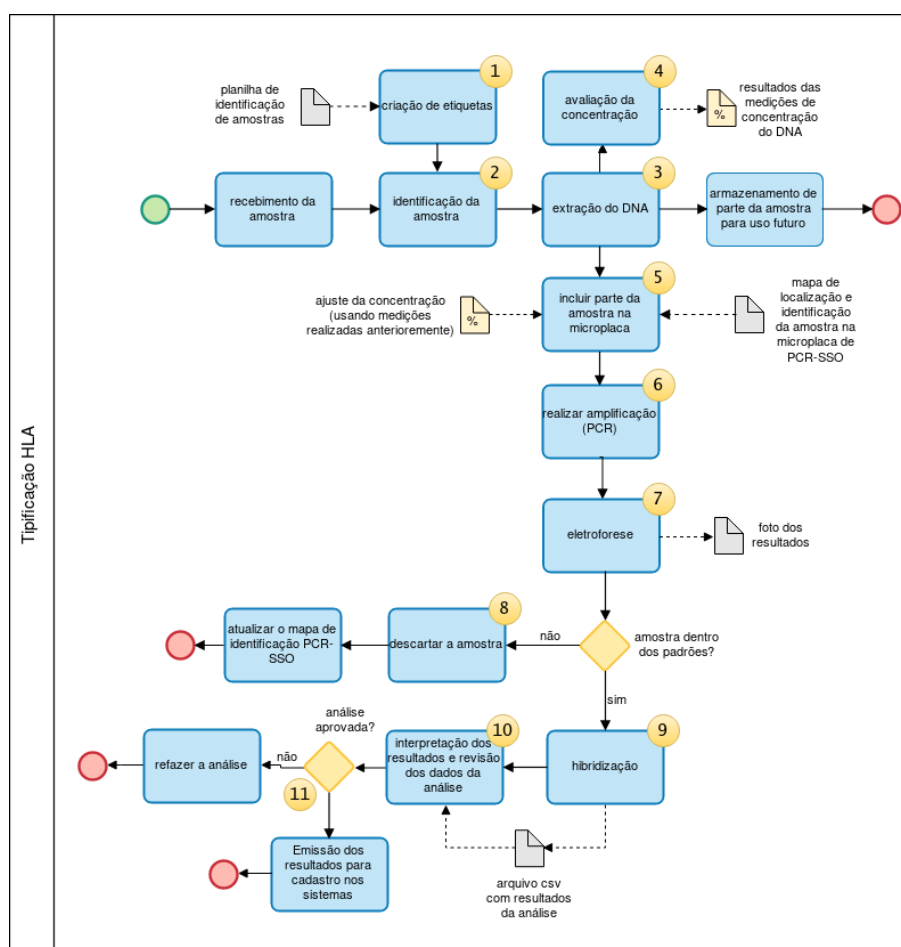 Tipificação HLA
planilha de
identificação
de amostras
1
criação de etiquetas
4
avaliação da
concentração
%
resultados das
medições de
concentração
do DNA
recebimento da
amostra
2
identificação da
amostra
3
extração do DNA
armazenamento de
parte da amostra
para uso futuro
ajuste da concentração
(usando medições
realizadas anterioremente)
%
5
incluir parte da
amostra na
microplaca
mapa de
localização e
identificação
da amostra na
microplaca de
PCR-SSO
6
realizar amplificação
(PCR)
7
eletroforese
foto dos
resultados
atualizar o mapa de
identificação PCR-
SSO
8
descartar a amostra
não
amostra dentro
dos padrões?
sim
refazer a análise
não
análise
aprovada?
11
10
interpretação dos
resultados e revisão
dos dados da
análise
9
hibridização
Emissão dos
resultados para
cadastro nos
sistemas
arquivo csv
com resultados
da análise